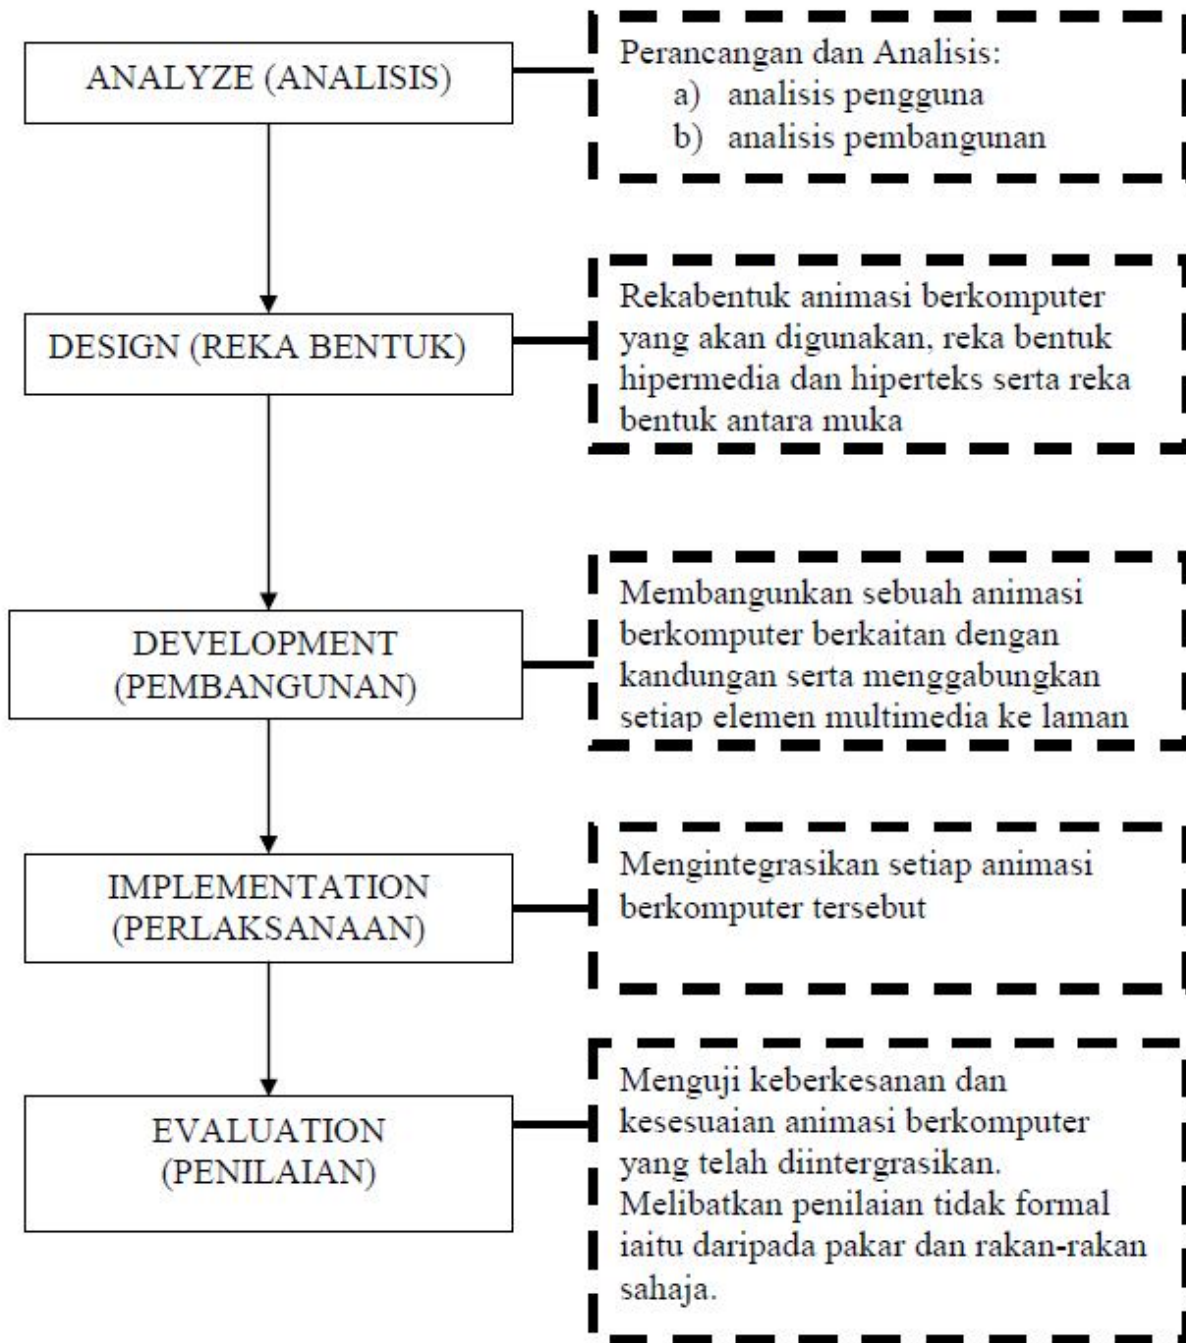 ANALYZE (ANALISIS)
Perancangan dan Analisis:
a) analisis pengguna
b) analisis pembangunan
DESIGN (REKA BENTUK)
Rekabentuk animasi berkomputer
yang akan digunakan, reka bentuk
hipermedia dan hiperteks serta reka
bentuk antara muka
DEVELOPMENT
(PEMBANGUNAN)
Membangunkan sebuah animasi
berkomputer berkaitan dengan
kandungan serta menggabungkan
setiap elemen multimedia ke laman
IMPLEMENTATION
(PERLAKSANAAN)
Mengintegrasikan setiap animasi
berkomputer tersebut
EVALUATION
(PENILAIAN)
Menguji keberkesanan dan
kesesuaian animasi berkomputer
yang telah diintergrasikan.
Melibatkan penilaian tidak formal
iaitu daripada pakar dan rakan-rakan
sahaja.